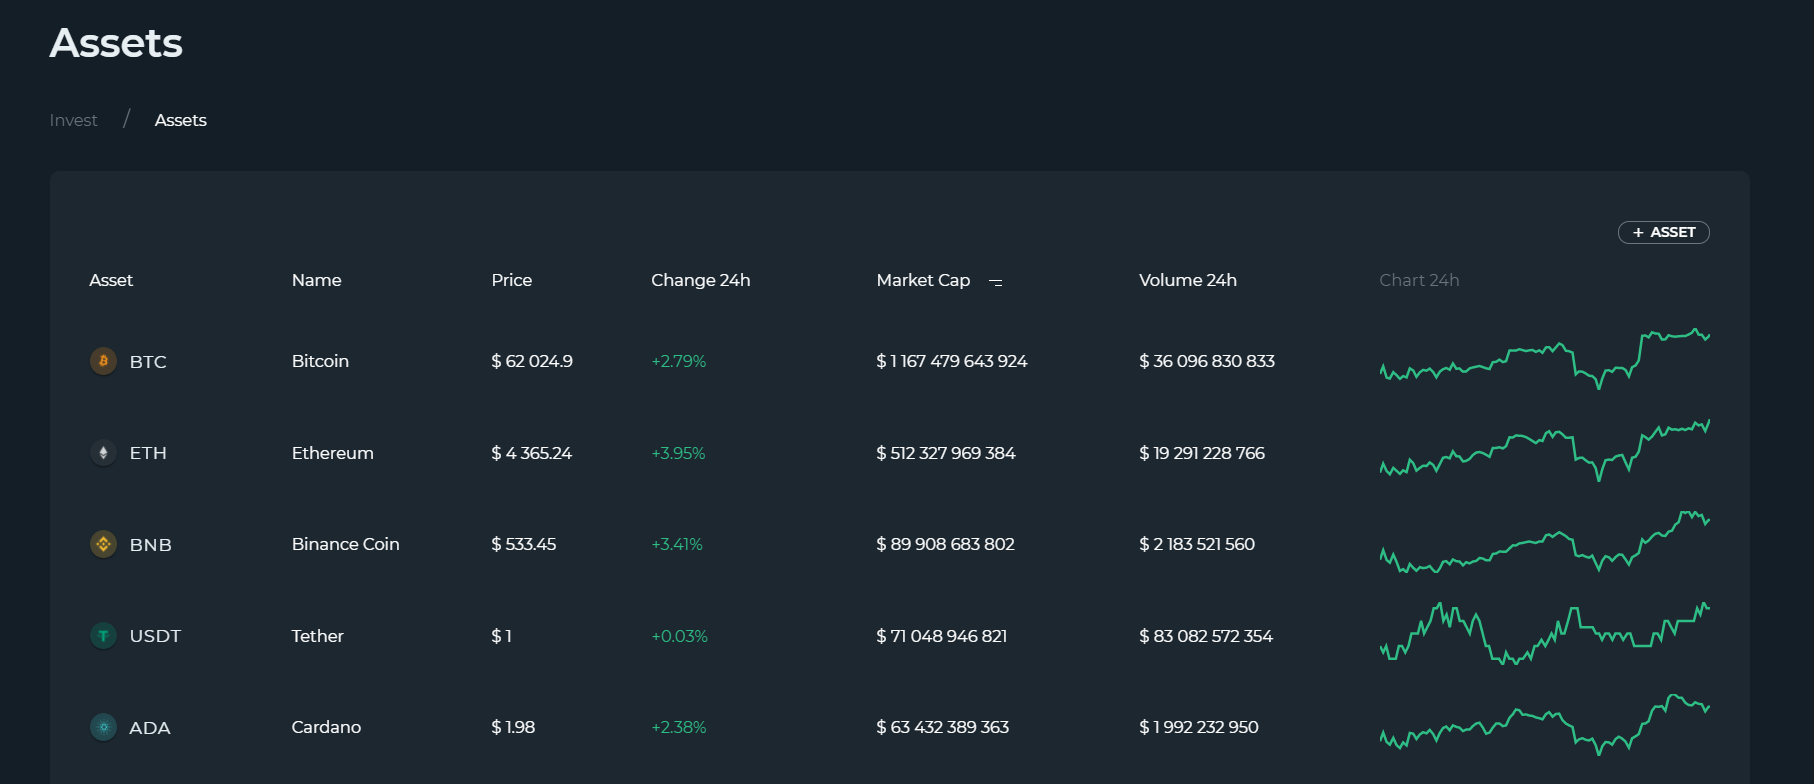 Assets
Invest / Assets
+ ASSET
Asset Name Price Change 24h Market Cap Volume 24h Chart 24h
BTC Bitcoin $ 62 024.9 +2.79% $ 1 167 479 643 924 $ 36 096 830 833
ETH Ethereum $ 4 365.24 +3.95% $ 512 327 969 384 $ 19 291 228 766
BNB Binance Coin $ 533.45 +3.41% $ 89 908 683 802 $ 2 183 521 560
USDT Tether $ 1 +0.03% $ 71 048 946 821 $ 83 082 572 354
ADA Cardano $ 1.98 +2.38% $ 63 432 389 363 $ 1 992 232 950